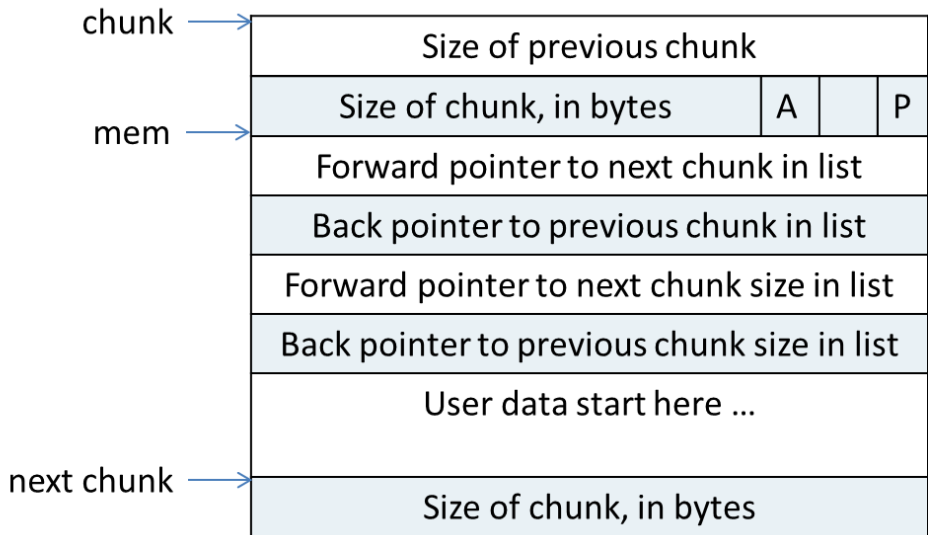 chunk
Size of previous chunk
Size of chunk, in bytes A P
mem
Forward pointer to next chunk in list
Back pointer to previous chunk in list
Forward pointer to next chunk size in list
Back pointer to previous chunk size in list
User data start here ...
next chunk
Size of chunk, in bytes